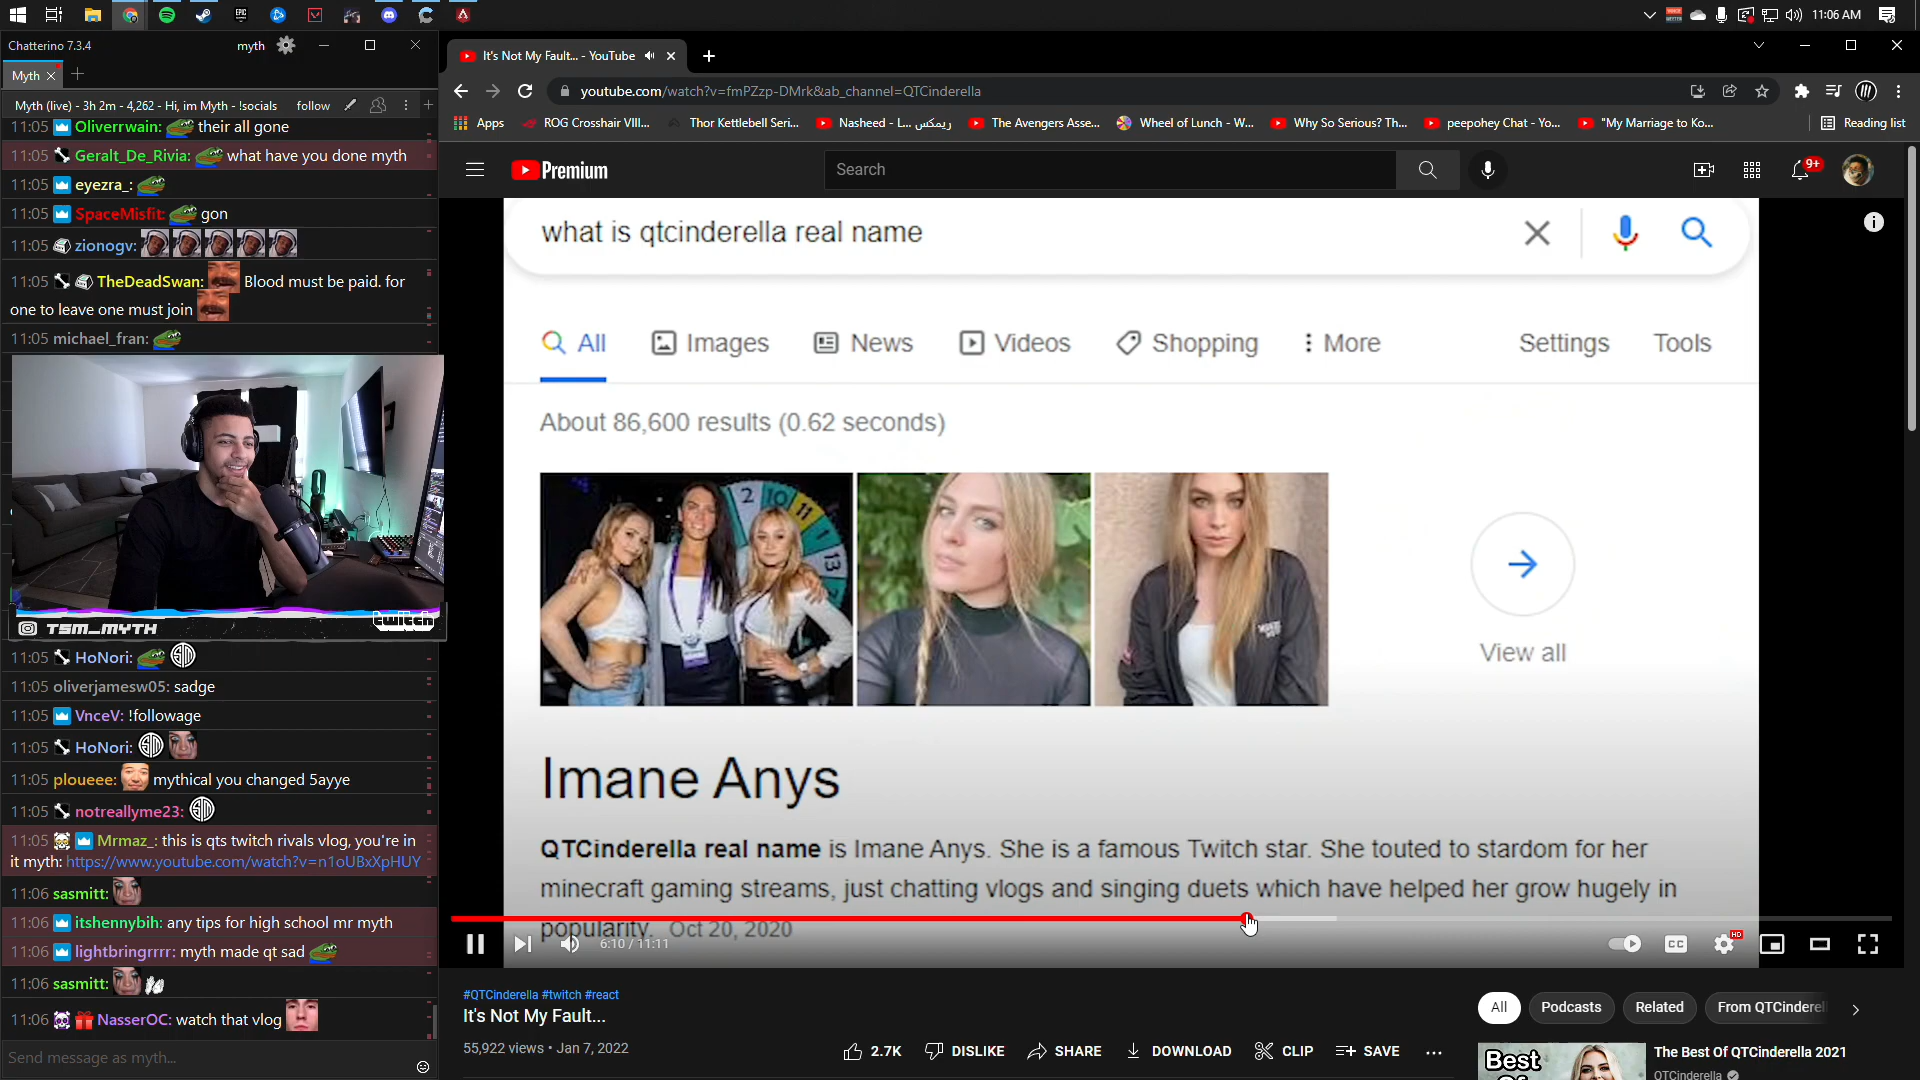 11:06 AM
Chatterino 7.3.4
myth
Myth
Myth (live) - 3h 2m - 4,262 - Hi, im Myth - !socials
follow
11:05 Oliverrwain: their all gone
11:05 Geralt_De_Rivia: what have you done myth
11:05 eyezra_:
11:05 SpaceMisfit: gon
11:05 zionogv:
11:05 TheDeadSwan: Blood must be paid. for
one to leave one must join
11:05 michael_fran:
TSM_MYTH
twitch
11:05 HoNori:
11:05 oliverjamesw05: sadge
11:05 VnceV: !followage
11:05 HoNori:
11:05 ploueee: mythical you changed 5ayye
11:05 notreallyme23:
11:05 Mrmaz_: this is qts twitch rivals vlog, you're in
it myth: https://www.youtube.com/watch?v=n1oUBxXpHUY
11:06 sasmitt:
11:06 itshennybih: any tips for high school mr myth
11:06 lightbringrrrr: myth made qt sad
11:06 sasmitt:
11:06 NasserOC: watch that vlog
Send message as myth...
It's Not My Fault... - YouTube
youtube.com/watch?v=fmPZzp-DMrk&ab_channel=QTCinderella
Apps
ROG Crosshair VIII...
Thor Kettlebell Seri...
Nasheed - L... ريمكس
The Avengers Asse...
Wheel of Lunch - W...
Why So Serious? Th...
peepohey Chat - Yo...
"My Marriage to Ko...
Reading list
Premium
Search
9+
what is qtcinderella real name
All
Images
News
Videos
Shopping
More
Settings
Tools
About 86,600 results (0.62 seconds)
2
10
11
13
View all
Imane Anys
QTCinderella real name is Imane Anys. She is a famous Twitch star. She touted to stardom for her
minecraft gaming streams, just chatting vlogs and singing duets which have helped her grow hugely in
popularity. Oct 20, 2020
6:10 / 11:11
CC
HD
#QTCinderella #twitch #react
It's Not My Fault...
55,922 views • Jan 7, 2022
2.7K
DISLIKE
SHARE
DOWNLOAD
CLIP
SAVE
All
Podcasts
Related
From QTCinderel
Best
The Best Of QTCinderella 2021
QTCinderella